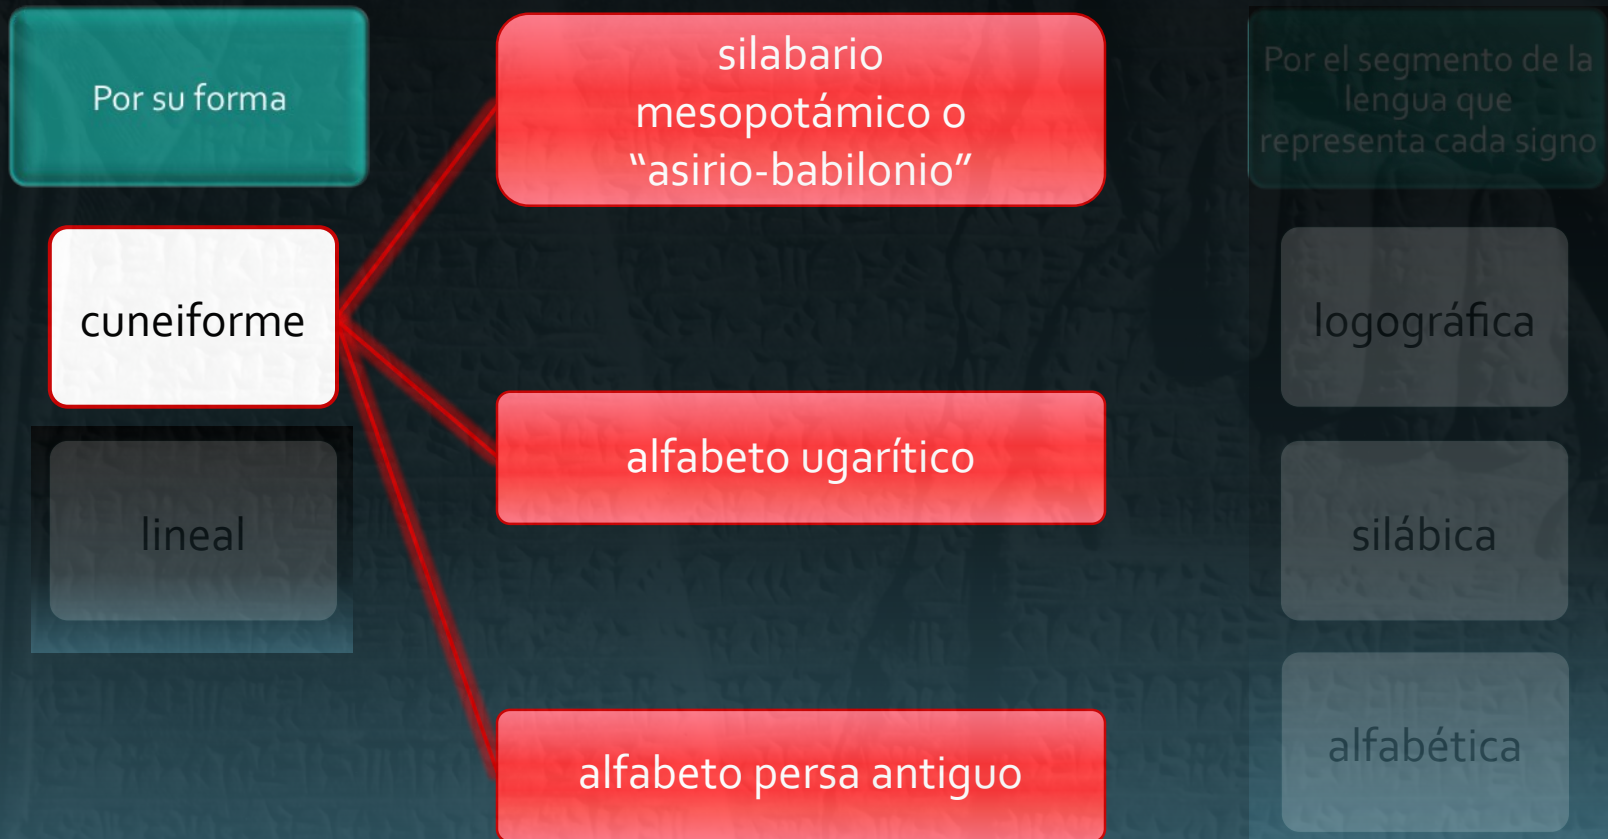 Por su forma
cuneiforme
lineal
silabario
mesopotámico o
“asirio-babilonio”
alfabeto ugarítico
alfabeto persa antiguo
Por el segmento de la
lengua que
representa cada signo
logográfica
silábica
alfabética